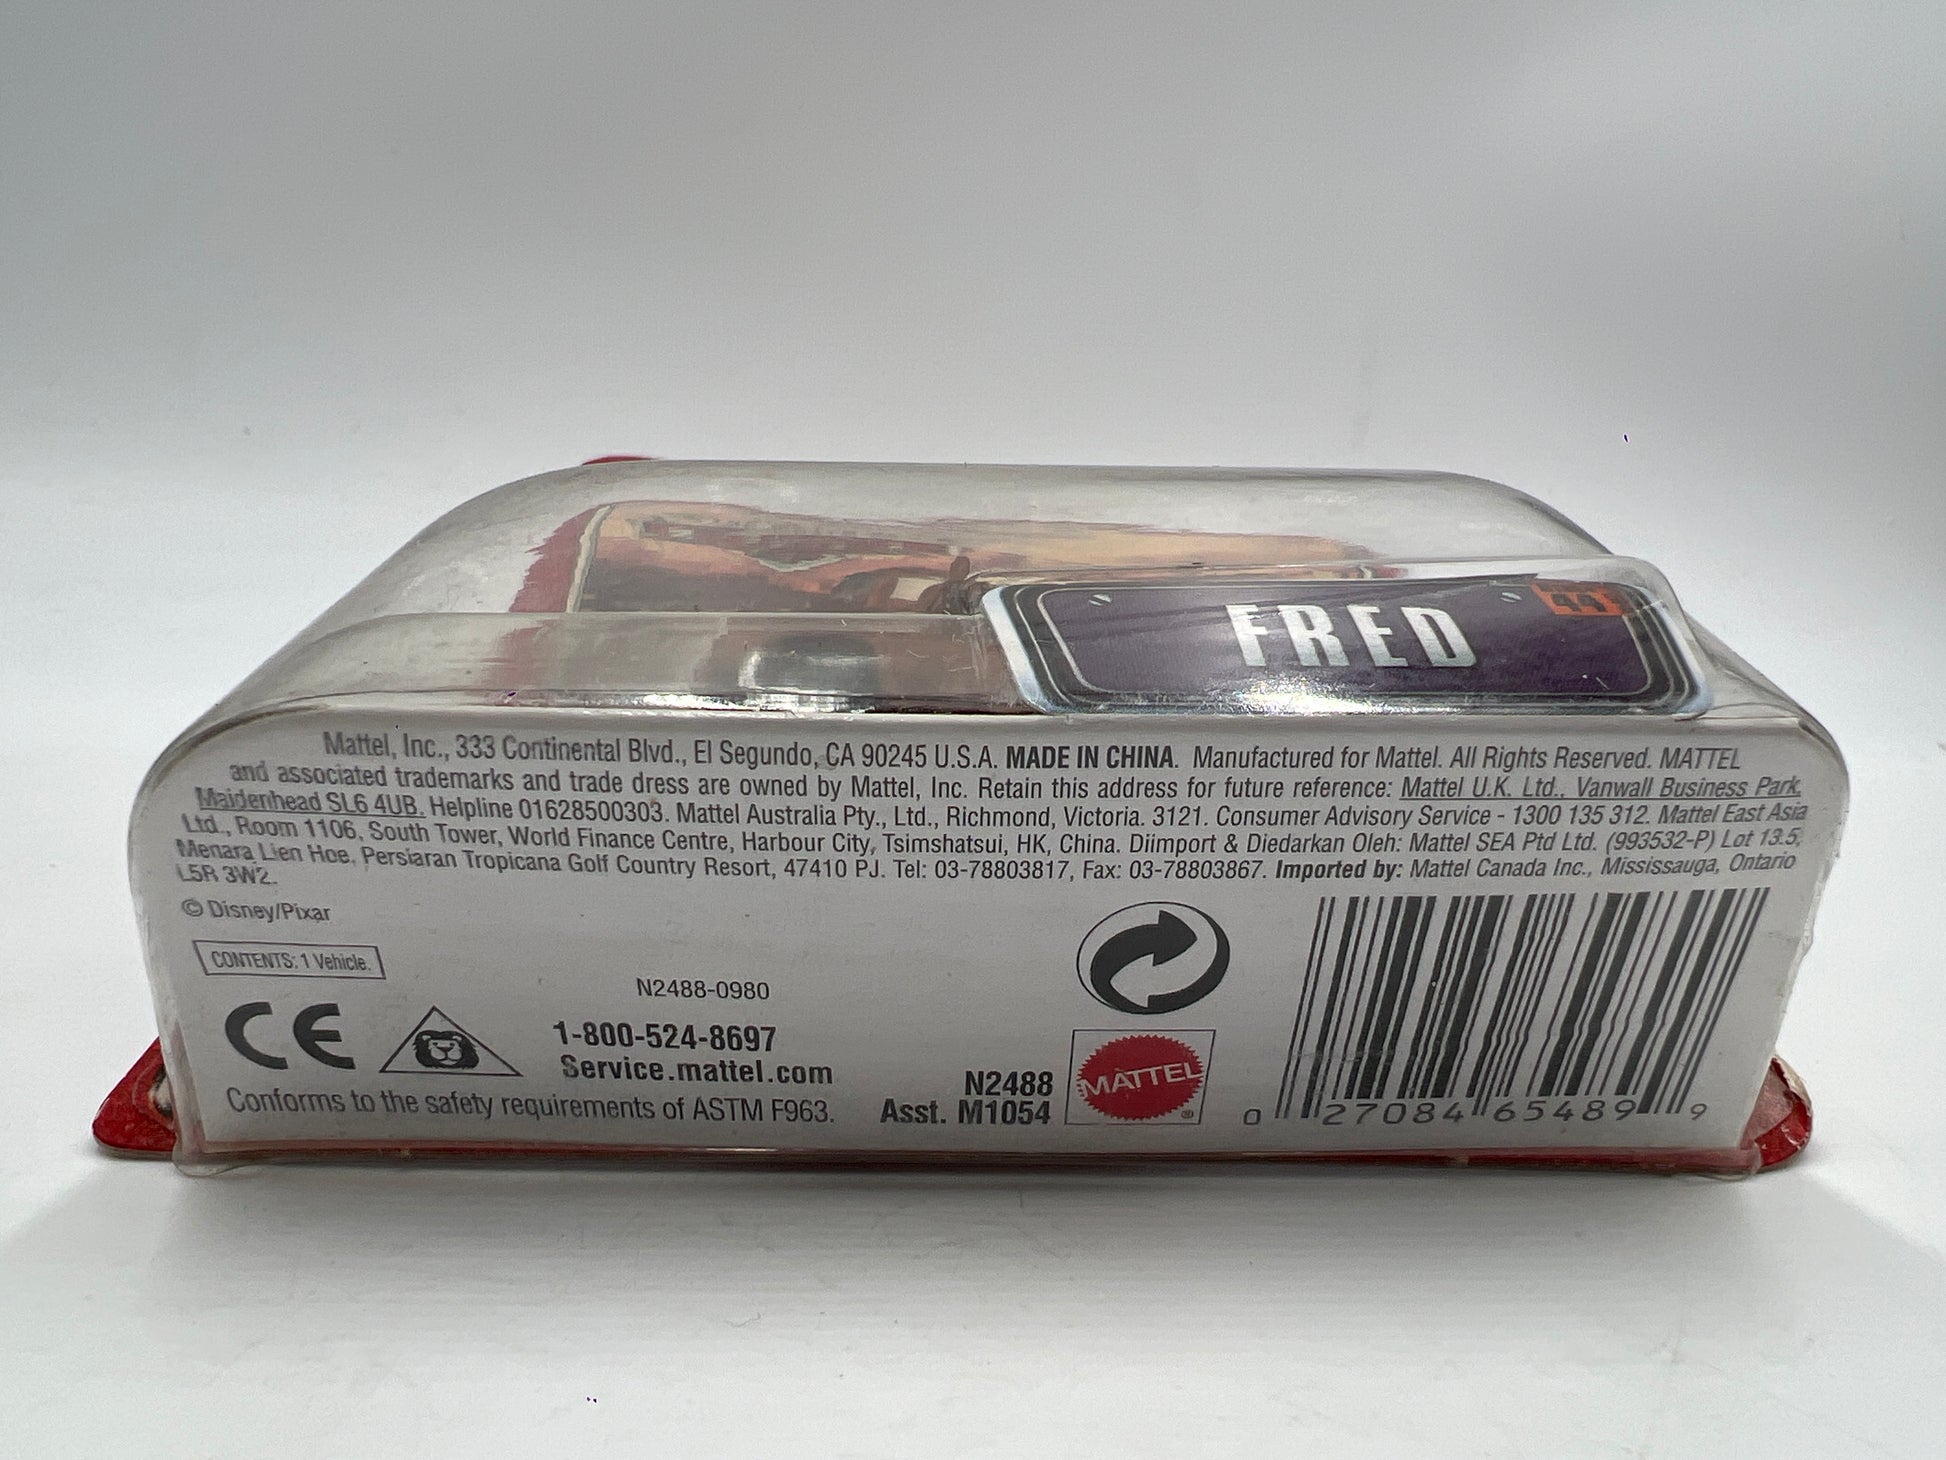 44
FRED
Mattel, Inc., 333 Continental Blvd., El Segundo, CA 90245 U.S.A. MADE IN CHINA. Manufactured for Mattel. All Rights Reserved. MATTEL
and associated trademarks and trade dress are owned by Mattel, Inc. Retain this address for future reference: Mattel U.K. Ltd., Vanwall Business Park,
Maidenhead SL6 4UB. Helpline 01628500303. Mattel Australia Pty., Ltd., Richmond, Victoria. 3121. Consumer Advisory Service - 1300 135 312. Mattel East Asia
Ltd., Room 1106, South Tower, World Finance Centre, Harbour City, Tsimshatsui, HK, China. Diimport & Diedarkan Oleh: Mattel SEA Ptd Ltd. (993532-P) Lot 13.5,
Menara Lien Hoe, Persiaran Tropicana Golf Country Resort, 47410 PJ. Tel: 03-78803817, Fax: 03-78803867. Imported by: Mattel Canada Inc., Mississauga, Ontario
L5R 3W2.
© Disney/Pixar
CONTENTS: 1 Vehicle.
N2488-0980
CE
1-800-524-8697
Service.mattel.com
Conforms to the safety requirements of ASTM F963.
N2488
Asst. M1054
MATTEL ®
0 27084 65489 9